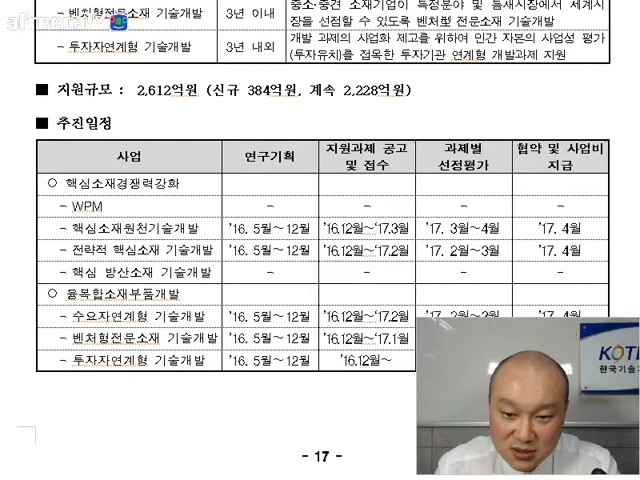 afreeca
- 벤처형전문소재 기술개발
3년 이내
중소·중견 소재기업이 특정분야 및 틈새시장에서 세계시
장을 선점할 수 있도록 벤처형 전문소재 기술개발
- 투자자연계형 기술개발
3년 내외
개발 과제의 사업화 제고를 위하여 민간 자본의 사업성 평가
(투자유치)를 접목한 투자기관 연계형 개발과제 지원
■ 지원규모 : 2,612억원 (신규 384억원, 계속 2,228억원)
■ 추진일정
사업
연구기획
지원과제 공고
및 접수
과제별
선정평가
협약 및 사업비
지급
○ 핵심소재경쟁력강화
- WPM - - - -
- 핵심소재원천기술개발 '16. 5월~12월 '16.12월~'17.3월 '17. 3월~4월 '17. 4월
- 전략적 핵심소재 기술개발 '16. 5월~12월 '16.12월~'17.2월 '17. 2월~3월 '17. 4월
- 핵심 방산소재 기술개발 - - - -
○ 융복합소재부품개발
- 수요자연계형 기술개발 '16. 5월~12월 '16.12월~'17.2월 '17. 2월~3월 '17. 4월
- 벤처형전문소재 기술개발 '16. 5월~12월 '16.12월~'17.1월
- 투자자연계형 기술개발 '16. 5월~12월 '16.12월~
KOTE
한국기술
- 17 -